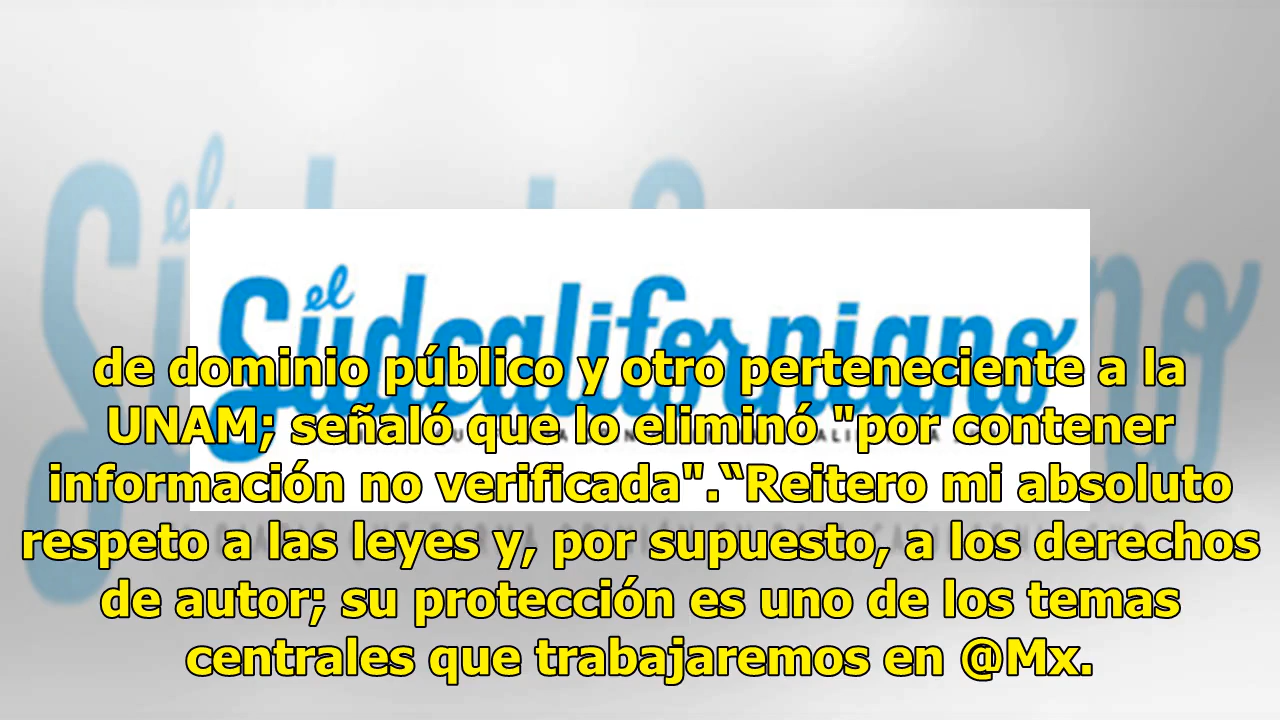 el
Sudcaliforniano
de dominio público y otro perteneciente a la
UNAM; señaló que lo eliminó "por contener
información no verificada".“Reitero mi absoluto
respeto a las leyes y, por supuesto, a los derechos
de autor; su protección es uno de los temas
centrales que trabajaremos en @Mx.